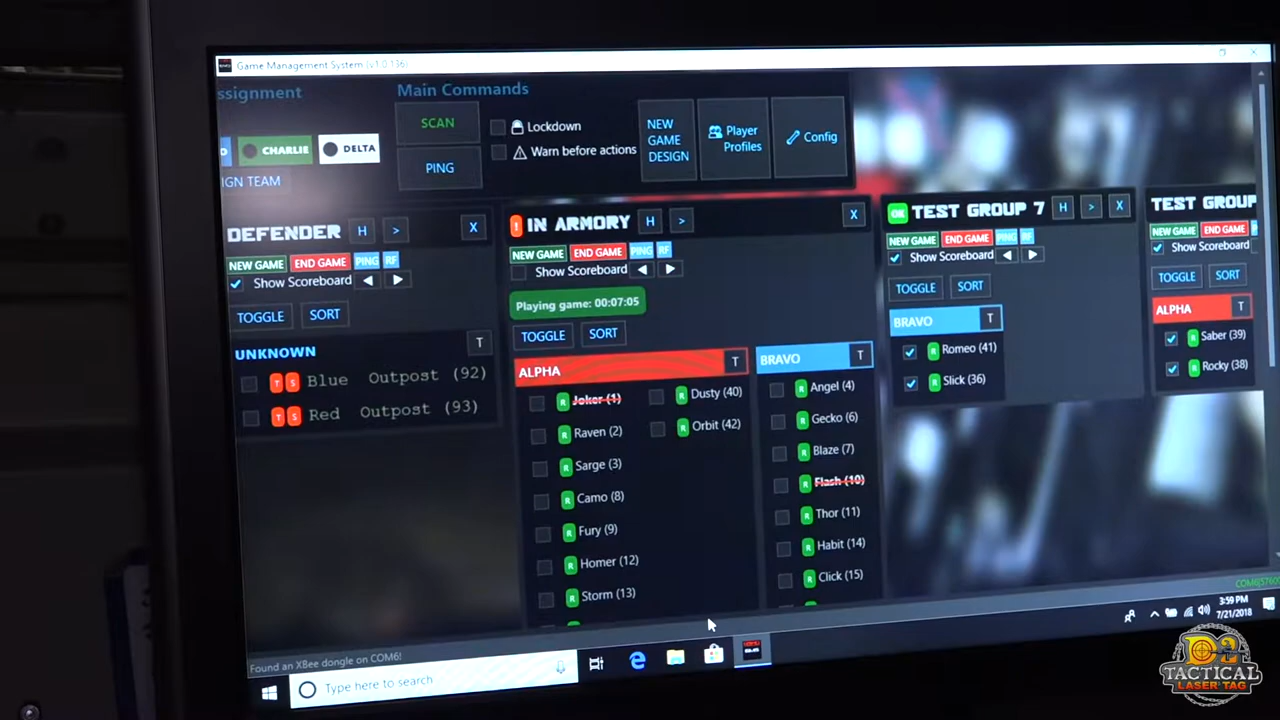 Game Management System (v1.0.136)
ssignment
Main Commands
SCAN
PING
Lockdown
Warn before actions
NEW GAME DESIGN
Player Profiles
Config
D
CHARLIE
DELTA
IGN TEAM
DEFENDER H > X
NEW GAME END GAME PING RF
Show Scoreboard
TOGGLE SORT
UNKNOWN T
T S Blue Outpost (92)
T S Red Outpost (93)
! IN ARMORY H > X
NEW GAME END GAME PING RF
Show Scoreboard
Playing game: 00:07:05
TOGGLE SORT
ALPHA T
R Joker (1)
R Raven (2)
R Sarge (3)
R Camo (8)
R Fury (9)
R Homer (12)
R Storm (13)
R Dusty (40)
R Orbit (42)
BRAVO T
R Angel (4)
R Gecko (6)
R Blaze (7)
R Flash (10)
R Thor (11)
R Habit (14)
R Click (15)
OK TEST GROUP 7 H > X
NEW GAME END GAME PING RF
Show Scoreboard
TOGGLE SORT
BRAVO T
R Romeo (41)
R Slick (36)
TEST GROUP
NEW GAME END GAME
Show Scoreboard
TOGGLE SORT
ALPHA T
R Saber (39)
R Rocky (38)
Found an XBee dongle on COM6!
Type here to search
3:59 PM
7/21/2018
D2
TACTICAL
LASER TAG